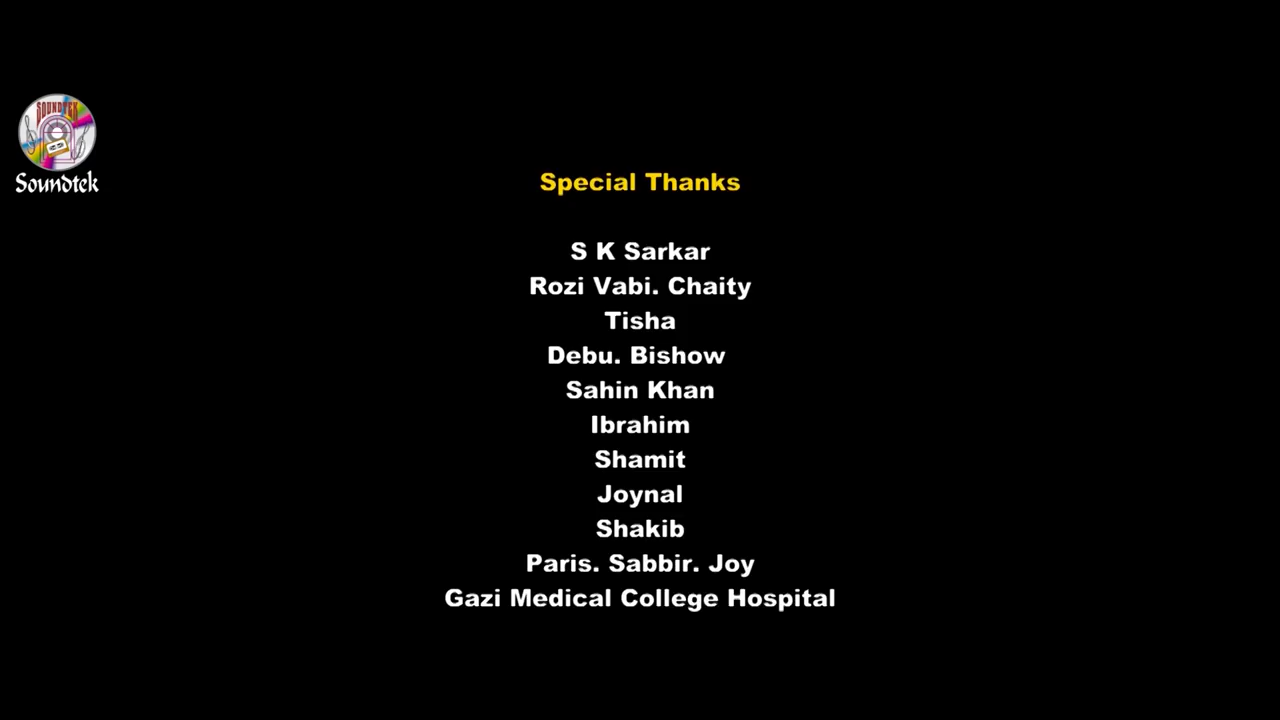 SOUNDTEK
Soundtek
Special Thanks
S K Sarkar
Rozi Vabi. Chaity
Tisha
Debu. Bishow
Sahin Khan
Ibrahim
Shamit
Joynal
Shakib
Paris. Sabbir. Joy
Gazi Medical College Hospital